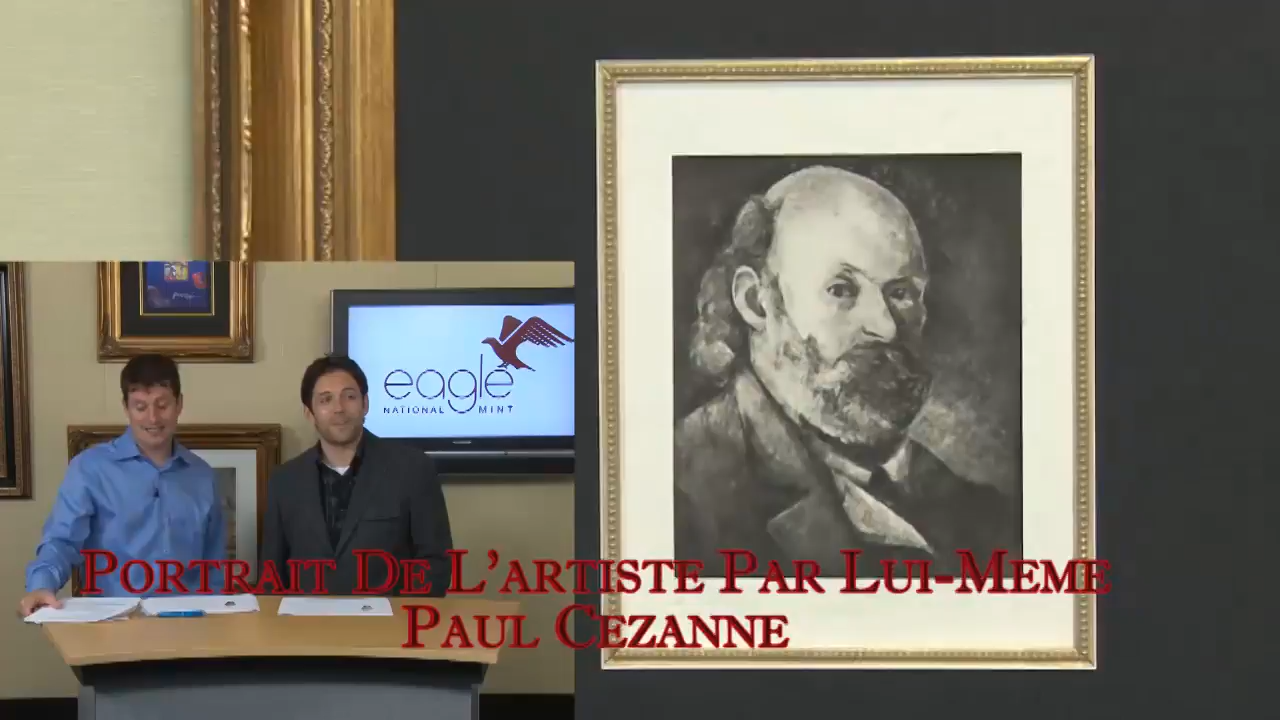 eagle
NATIONAL MINT
PORTRAIT DE L'ARTISTE PAR LUI-MEME
PAUL CEZANNE